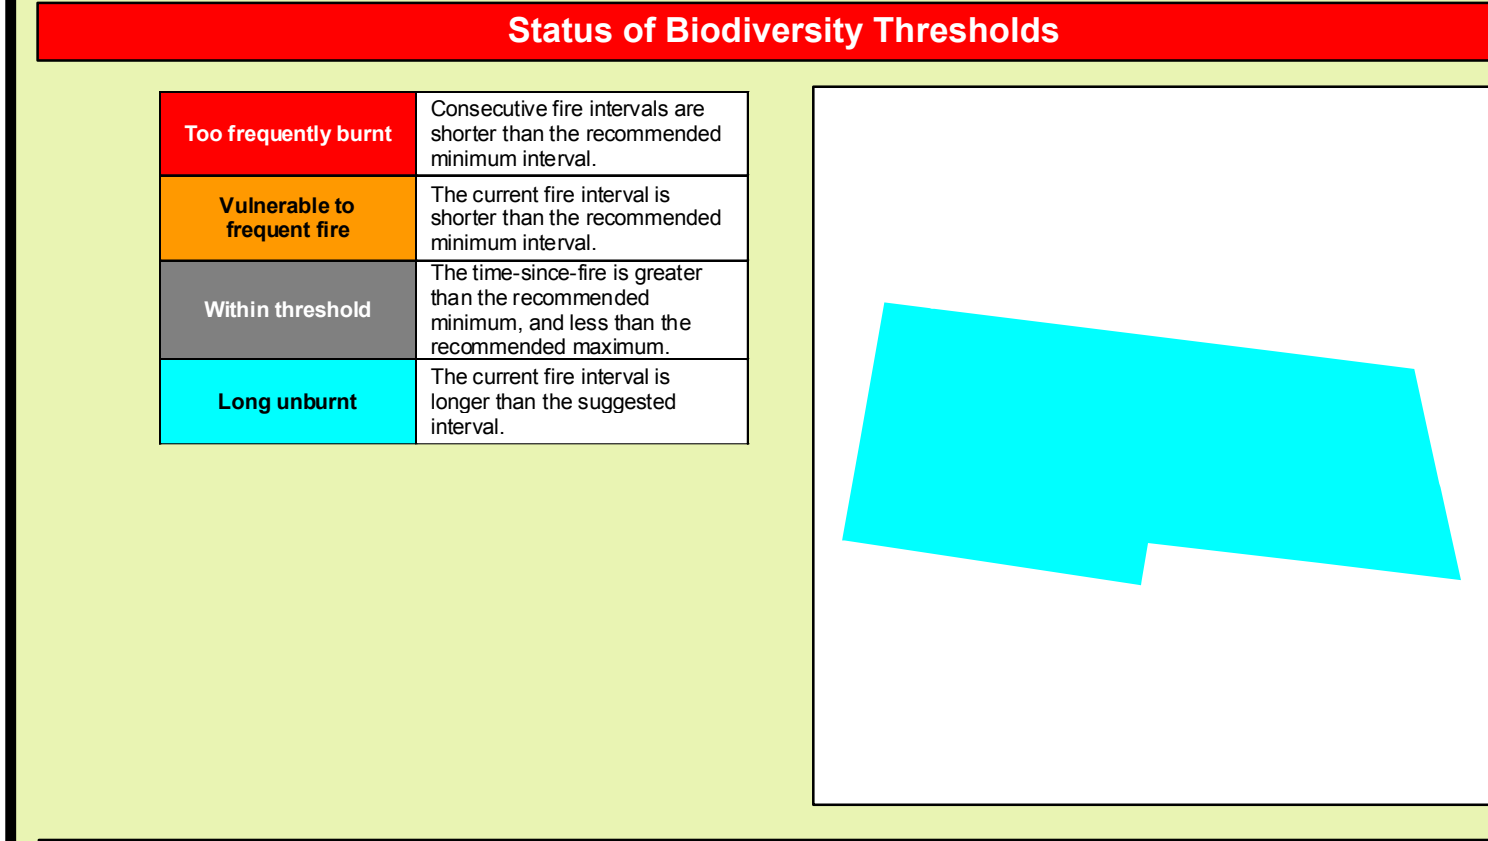 Status of Biodiversity Thresholds
Too frequently burnt
Consecutive fire intervals are
shorter than the recommended
minimum interval.
Vulnerable to
frequent fire
The current fire interval is
shorter than the recommended
minimum interval.
Within threshold
The time-since-fire is greater
than the recommended
minimum, and less than the
recommended maximum.
Long unburnt
The current fire interval is
longer than the suggested
interval.